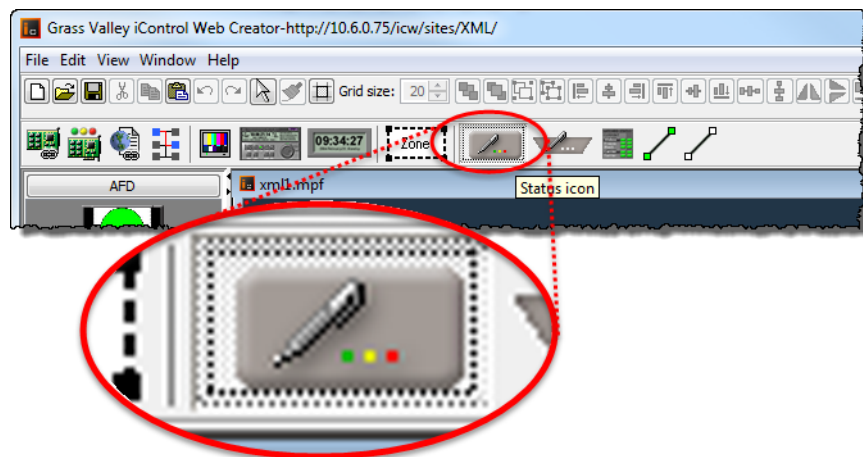 Grass Valley iControl Web Creator-http://10.6.0.75/icw/sites/XML/
File Edit View Window Help
Grid size: 20
09:34:27
Zone
AFD
xml1.mpf
Status icon